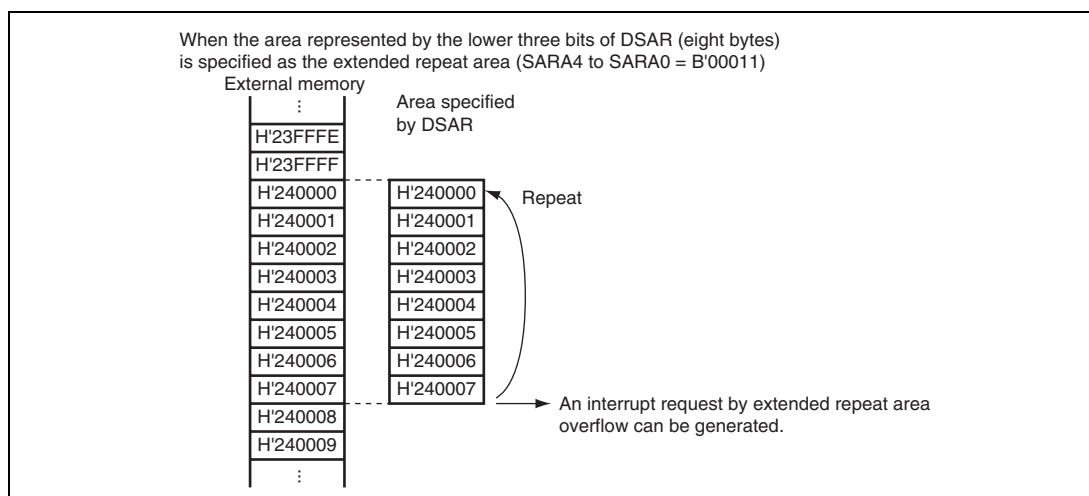 When the area represented by the lower three bits of DSAR (eight bytes)
is specified as the extended repeat area (SARA4 to SARA0 = B'00011)
External memory
Area specified
by DSAR
⋮
H'23FFFE
H'23FFFF
H'240000
H'240001
H'240002
H'240003
H'240004
H'240005
H'240006
H'240007
H'240008
H'240009
⋮
H'240000
H'240001
H'240002
H'240003
H'240004
H'240005
H'240006
H'240007
Repeat
An interrupt request by extended repeat area
overflow can be generated.